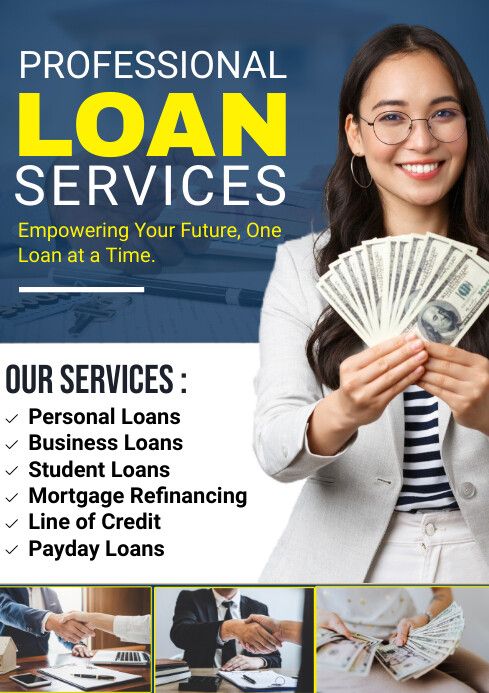 PROFESSIONAL
LOAN
SERVICES
Empowering Your Future, One
Loan at a Time.
OUR SERVICES :
Personal Loans
Business Loans
Student Loans
Mortgage Refinancing
Line of Credit
Payday Loans